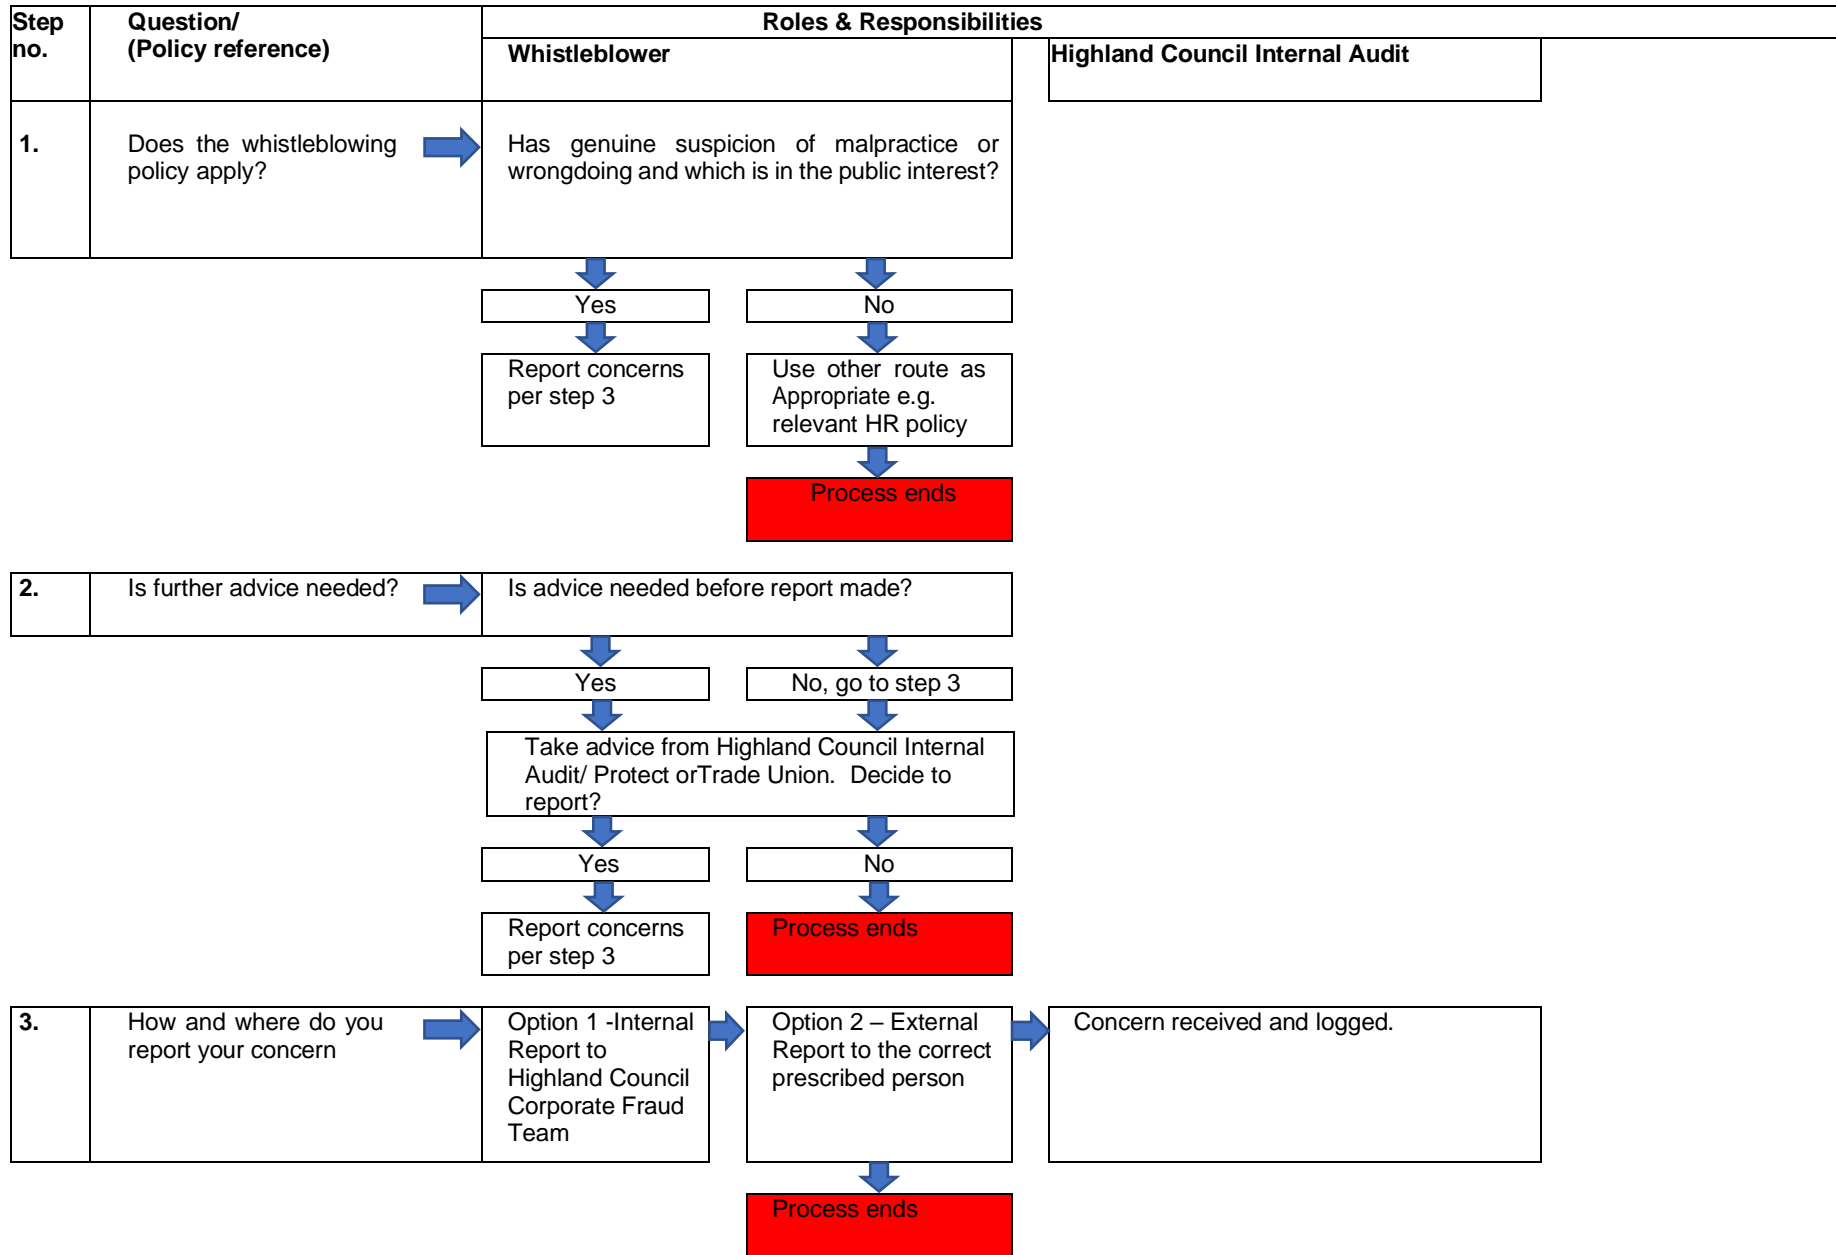 Step
no.
Question/
(Policy reference)
Roles & Responsibilities
Whistleblower
Highland Council Internal Audit
1.
Does the whistleblowing
policy apply?
Has genuine suspicion of malpractice or
wrongdoing and which is in the public interest?
Yes
No
Report concerns
per step 3
Use other route as
Appropriate e.g.
relevant HR policy
Process ends
2.
Is further advice needed?
Is advice needed before report made?
Yes
No, go to step 3
Take advice from Highland Council Internal
Audit/ Protect orTrade Union. Decide to
report?
Yes
No
Report concerns
per step 3
Process ends
3.
How and where do you
report your concern
Option 1 -Internal
Report to
Highland Council
Corporate Fraud
Team
Option 2 – External
Report to the correct
prescribed person
Concern received and logged.
Process ends